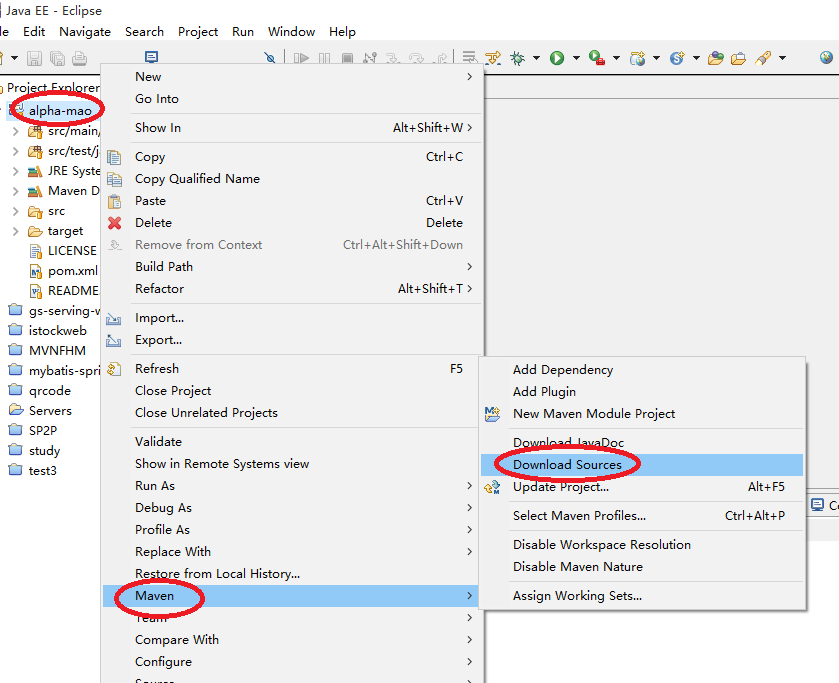 Java EE - Eclipse
Edit Navigate Search Project Run Window Help
Project Explorer
alpha-mao
src/main/
src/test/j
JRE Syste
Maven D
src
target
LICENSE
pom.xml
README
gs-serving-w
istockweb
MVNFHM
mybatis-spri
qrcode
Servers
SP2P
study
test3
New
Go Into
Show In Alt+Shift+W
Copy Ctrl+C
Copy Qualified Name
Paste Ctrl+V
Delete Delete
Remove from Context Ctrl+Alt+Shift+Down
Build Path
Refactor Alt+Shift+T
Import...
Export...
Refresh F5
Close Project
Close Unrelated Projects
Validate
Show in Remote Systems view
Run As
Debug As
Profile As
Replace With
Restore from Local History...
Maven
Team
Compare With
Configure
Source
Add Dependency
Add Plugin
New Maven Module Project
Download JavaDoc
Download Sources
Update Project... Alt+F5
Select Maven Profiles... Ctrl+Alt+P
Disable Workspace Resolution
Disable Maven Nature
Assign Working Sets...